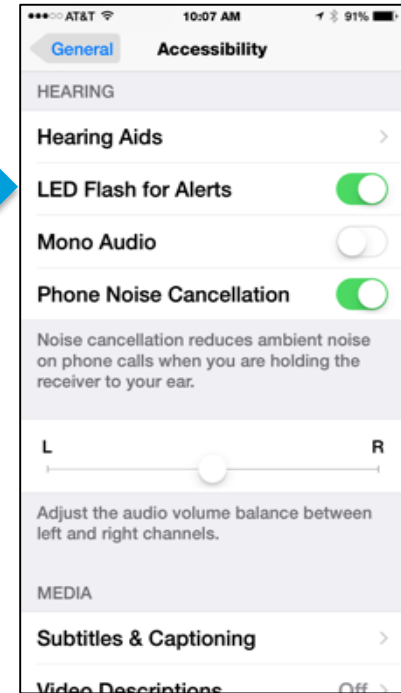 AT&T 10:07 AM 91%
General Accessibility
HEARING
Hearing Aids
LED Flash for Alerts
Mono Audio
Phone Noise Cancellation
Noise cancellation reduces ambient noise
on phone calls when you are holding the
receiver to your ear.
L R
Adjust the audio volume balance between
left and right channels.
MEDIA
Subtitles & Captioning
Video Descriptions Off